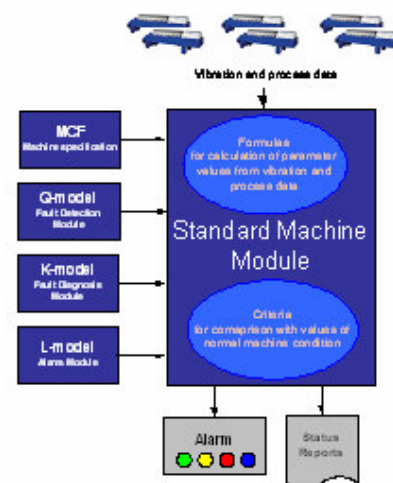 Vibration and process data
MCF
Machine specification
Formulas
for calculation of parameter
values from vibration and
process data
Q-model
Fault Detection
Module
Standard Machine
Module
K-model
Fault Diagnosis
Module
Criteria
for comparison with values of
normal machine condition
L-model
Alarm Module
Alarm
Status
Reports